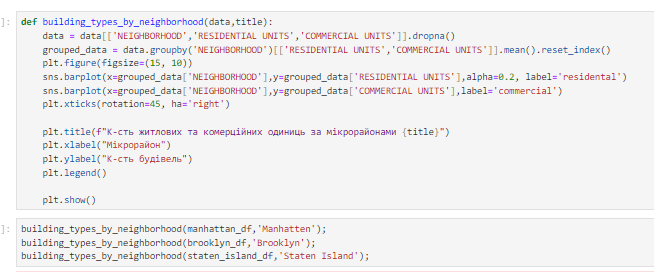 ]: def building_types_by_neighborhood(data,title):
    data = data[['NEIGHBORHOOD','RESIDENTIAL UNITS','COMMERCIAL UNITS']].dropna()
    grouped_data = data.groupby('NEIGHBORHOOD')[['RESIDENTIAL UNITS','COMMERCIAL UNITS']].mean().reset_index()
    plt.figure(figsize=(15, 10))
    sns.barplot(x=grouped_data['NEIGHBORHOOD'],y=grouped_data['RESIDENTIAL UNITS'],alpha=0.2, label='residental')
    sns.barplot(x=grouped_data['NEIGHBORHOOD'],y=grouped_data['COMMERCIAL UNITS'],label='commercial')
    plt.xticks(rotation=45, ha='right')

    plt.title(f"К-сть житлових та комерційних одиниць за мікрорайонами {title}")
    plt.xlabel("Мікрорайон")
    plt.ylabel("К-сть будівель")
    plt.legend()

    plt.show()
]: building_types_by_neighborhood(manhattan_df,'Manhatten');
building_types_by_neighborhood(brooklyn_df,'Brooklyn');
building_types_by_neighborhood(staten_island_df,'Staten Island');